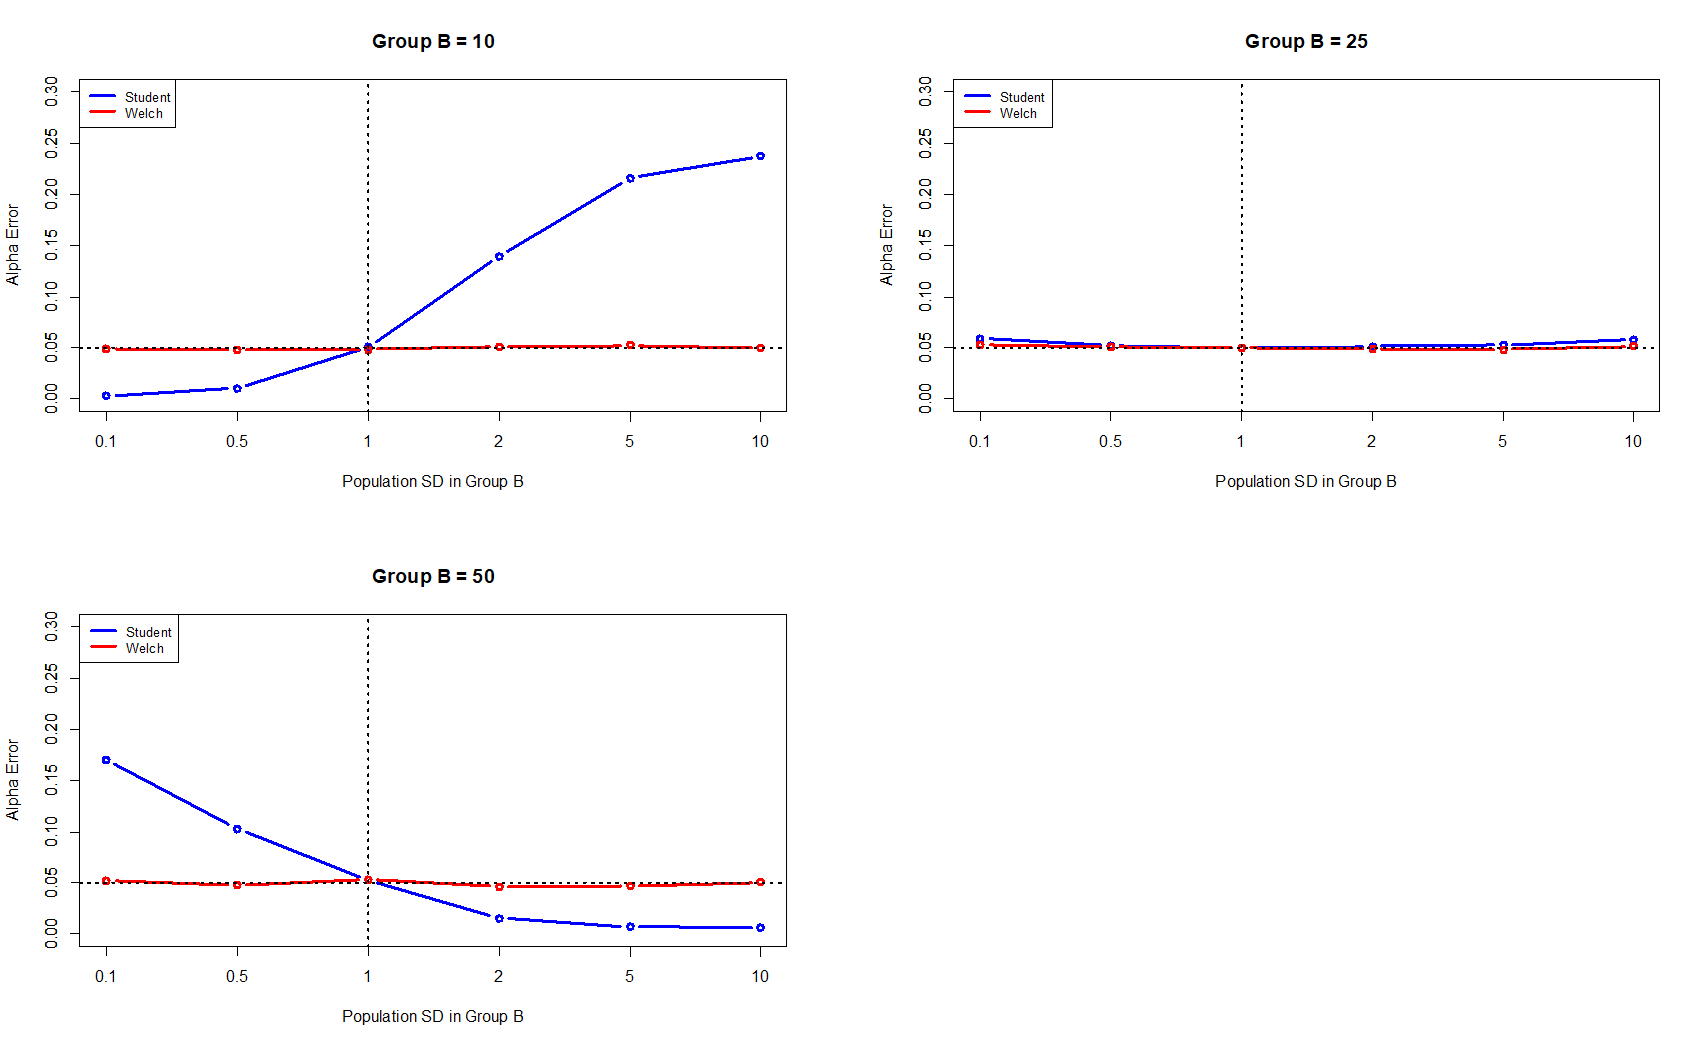 Group B = 10
Student
Welch
0.30
0.25
0.20
0.15
0.10
0.05
0.00
Alpha Error
0.1 0.5 1 2 5 10
Population SD in Group B
Group B = 25
Student
Welch
0.30
0.25
0.20
0.15
0.10
0.05
0.00
Alpha Error
0.1 0.5 1 2 5 10
Population SD in Group B
Group B = 50
Student
Welch
0.30
0.25
0.20
0.15
0.10
0.05
0.00
Alpha Error
0.1 0.5 1 2 5 10
Population SD in Group B